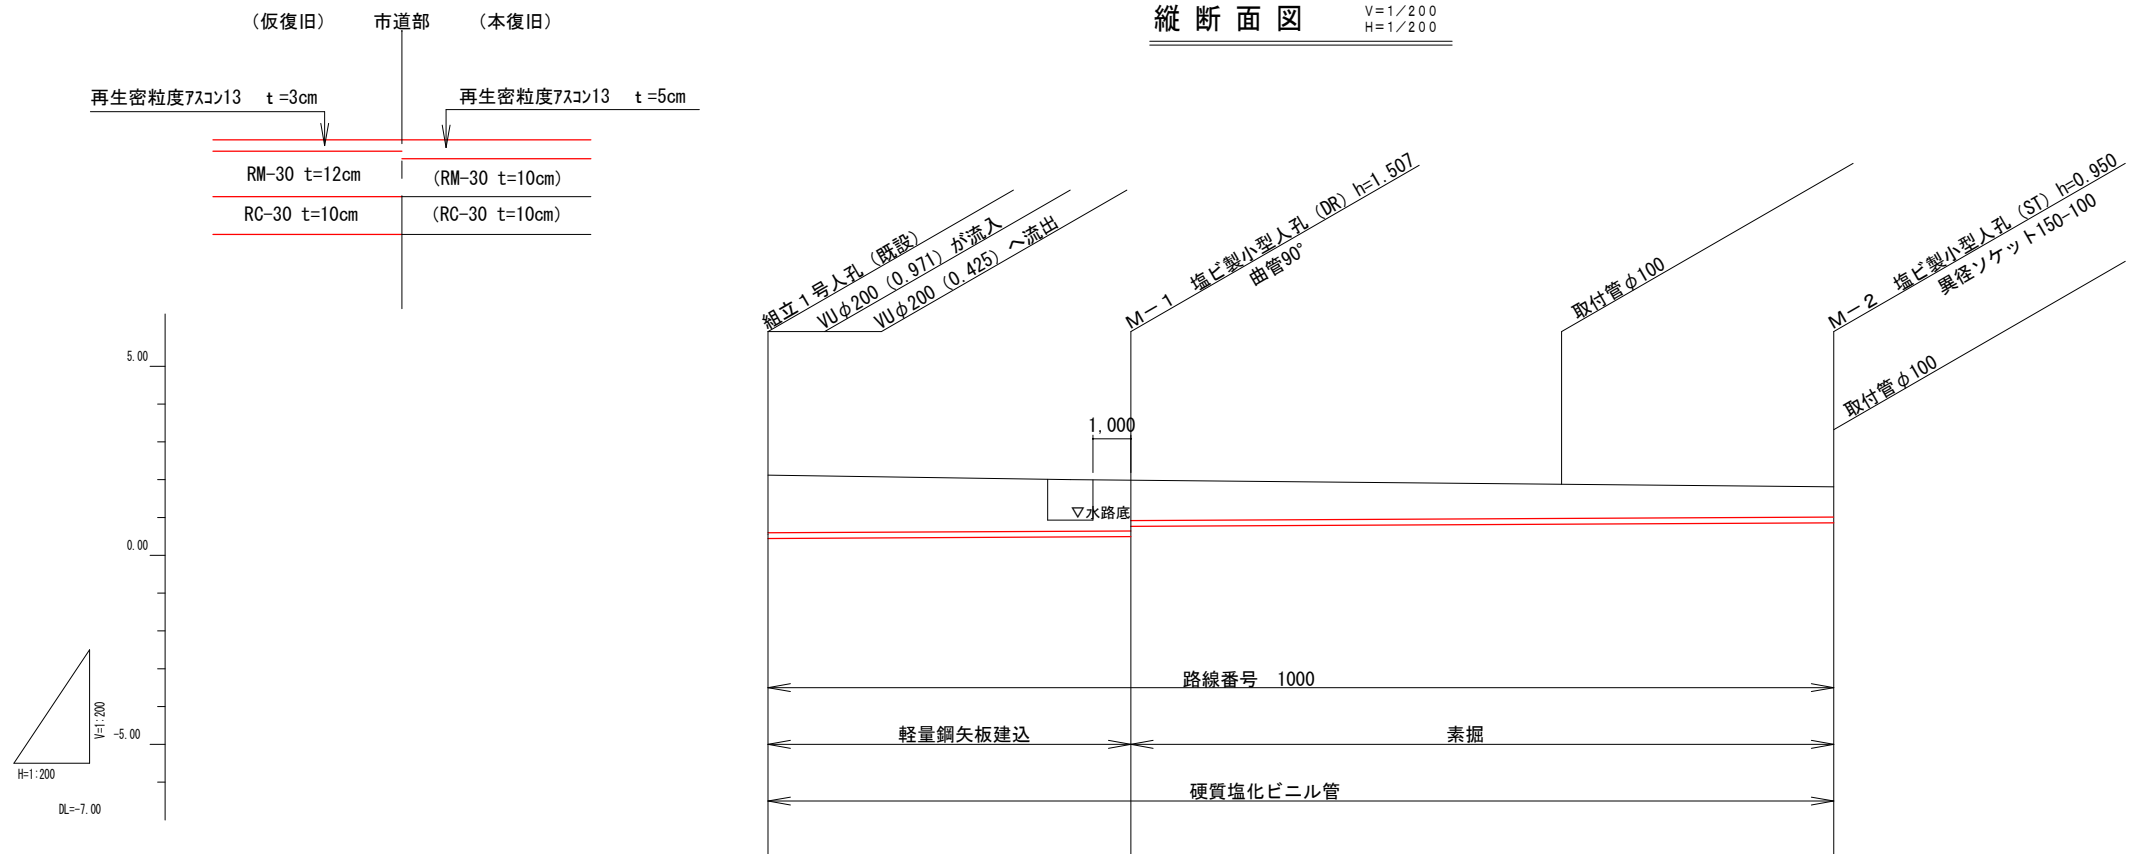 縦断面図
V=1/200
H=1/200
(仮復旧) 市道部 (本復旧)
再生密粒度アスコン13 t=3cm
再生密粒度アスコン13 t=5cm
RM-30 t=12cm
(RM-30 t=10cm)
RC-30 t=10cm
(RC-30 t=10cm)
組立1号人孔(既設)
VUφ200(0.971)が流入
VUφ200(0.425)へ流出
M-1 塩ビ製小型人孔(DR)h=1.507
曲管90°
取付管φ100
M-2 塩ビ製小型人孔(ST)h=0.950
異径ソケット150-100
取付管φ100
5.00
1,000
▽水路底
0.00
路線番号 1000
V=1:200
-5.00
軽量鋼矢板建込
素掘
H=1:200
硬質塩化ビニル管
DL=-7.00